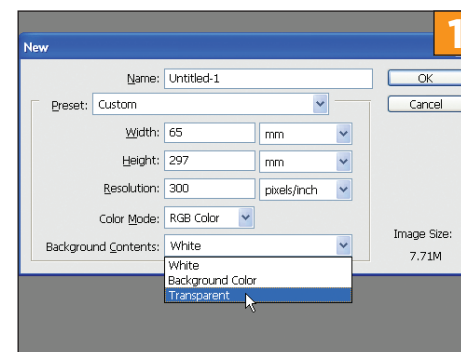 1
New
Name: Untitled-1
OK
Preset: Custom
Cancel
Width: 65 mm
Height: 297 mm
Resolution: 300 pixels/inch
Color Mode: RGB Color
Image Size:
Background Contents: White
7.71M
White
Background Color
Transparent